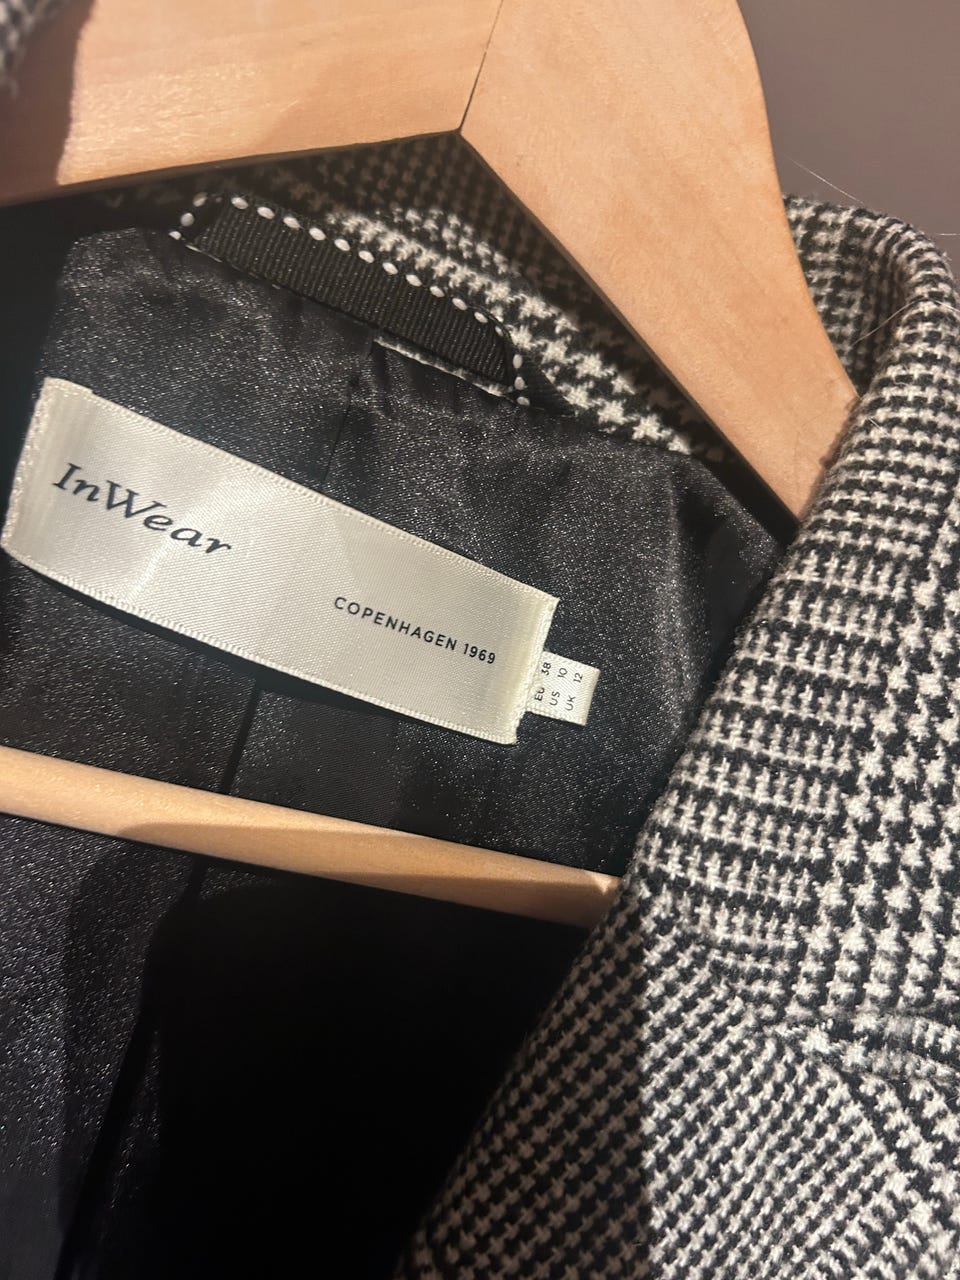 InWear
COPENHAGEN 1969
EU 38
US 10
UK 12